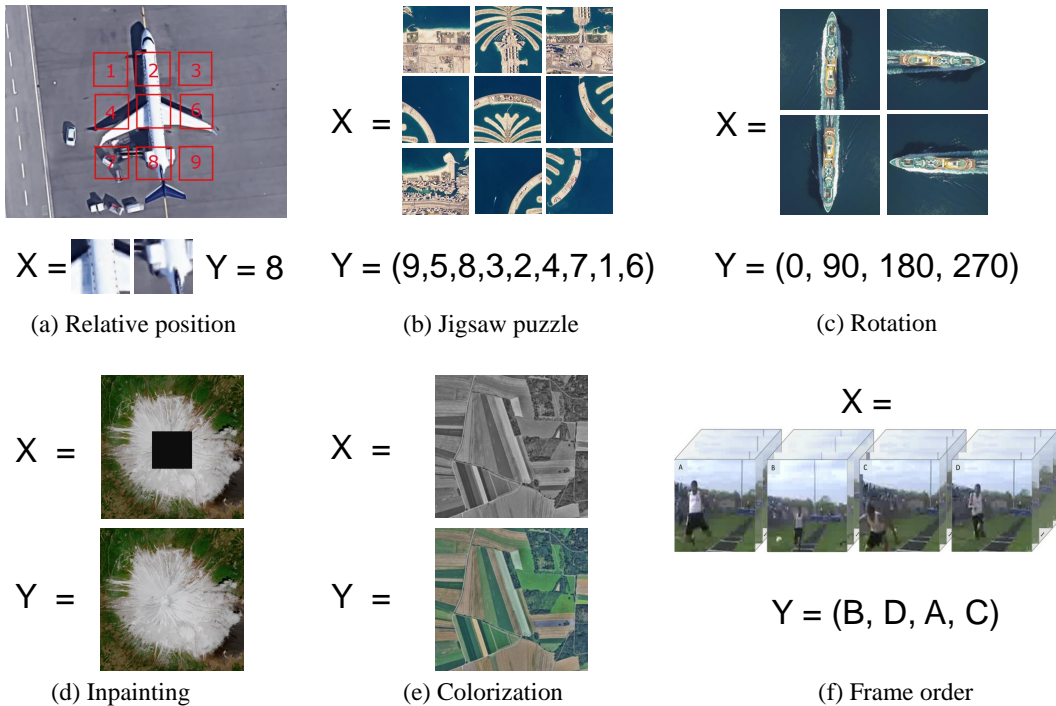 1 2 3
4 6
7 8 9
X = Y = 8
(a) Relative position
X =
Y = (9,5,8,3,2,4,7,1,6)
(b) Jigsaw puzzle
X =
Y = (0, 90, 180, 270)
(c) Rotation
X =
Y =
(d) Inpainting
X =
Y =
(e) Colorization
X =
A B C D
Y = (B, D, A, C)
(f) Frame order